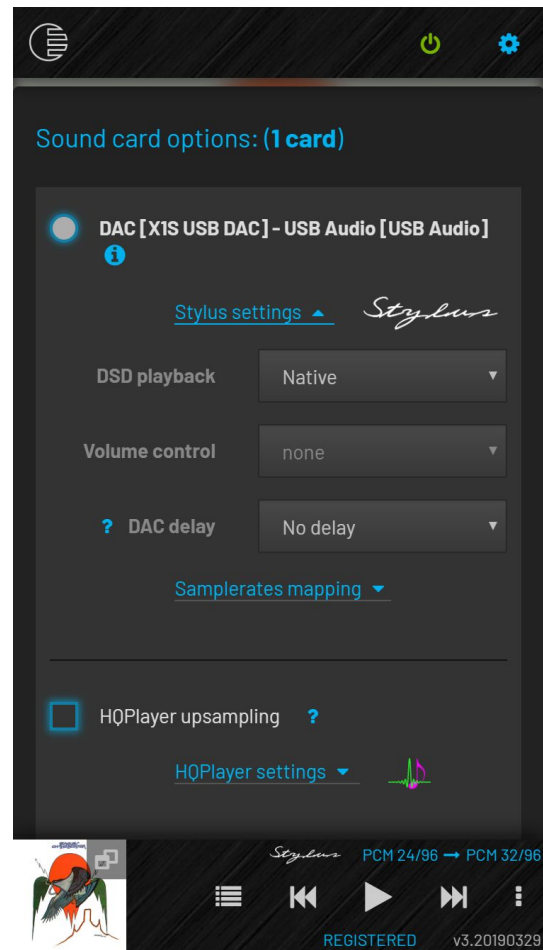 Sound card options: (1 card)
DAC [X1S USB DAC] - USB Audio [USB Audio]
Stylus settings
Stylus
DSD playback
Native
Volume control
none
? DAC delay
No delay
Samplerates mapping
HQPlayer upsampling ?
HQPlayer settings
Stylus PCM 24/96 → PCM 32/96
REGISTERED v3.20190329